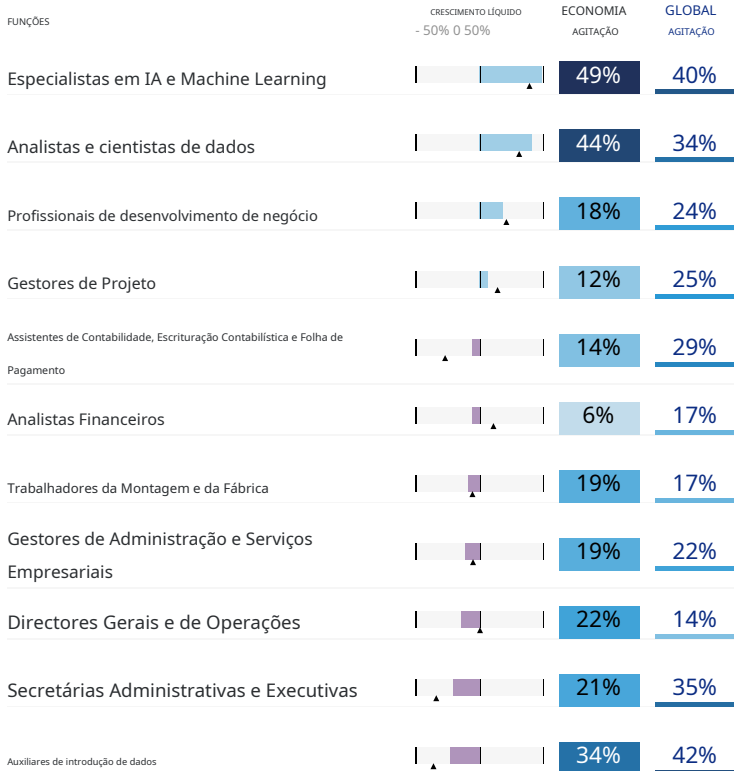 FUNÇÕES
CRESCIMENTO LÍQUIDO
- 50% 0 50%
ECONOMIA
AGITAÇÃO
GLOBAL
AGITAÇÃO
Especialistas em IA e Machine Learning
49%
40%
Analistas e cientistas de dados
44%
34%
Profissionais de desenvolvimento de negócio
18%
24%
Gestores de Projeto
12%
25%
Assistentes de Contabilidade, Escrituração Contabilística e Folha de
Pagamento
14%
29%
Analistas Financeiros
6%
17%
Trabalhadores da Montagem e da Fábrica
19%
17%
Gestores de Administração e Serviços
Empresariais
19%
22%
Directores Gerais e de Operações
22%
14%
Secretárias Administrativas e Executivas
21%
35%
Auxiliares de introdução de dados
34%
42%